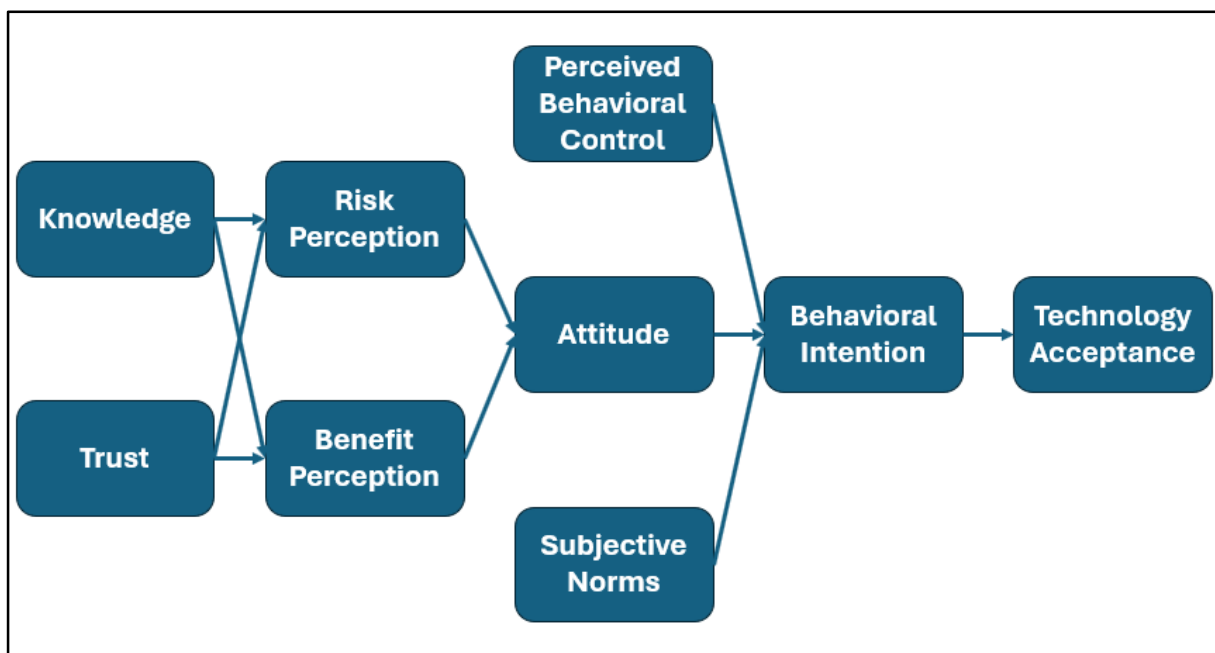 Perceived
Behavioral
Control
Knowledge
Risk
Perception
Attitude
Behavioral
Intention
Technology
Acceptance
Trust
Benefit
Perception
Subjective
Norms